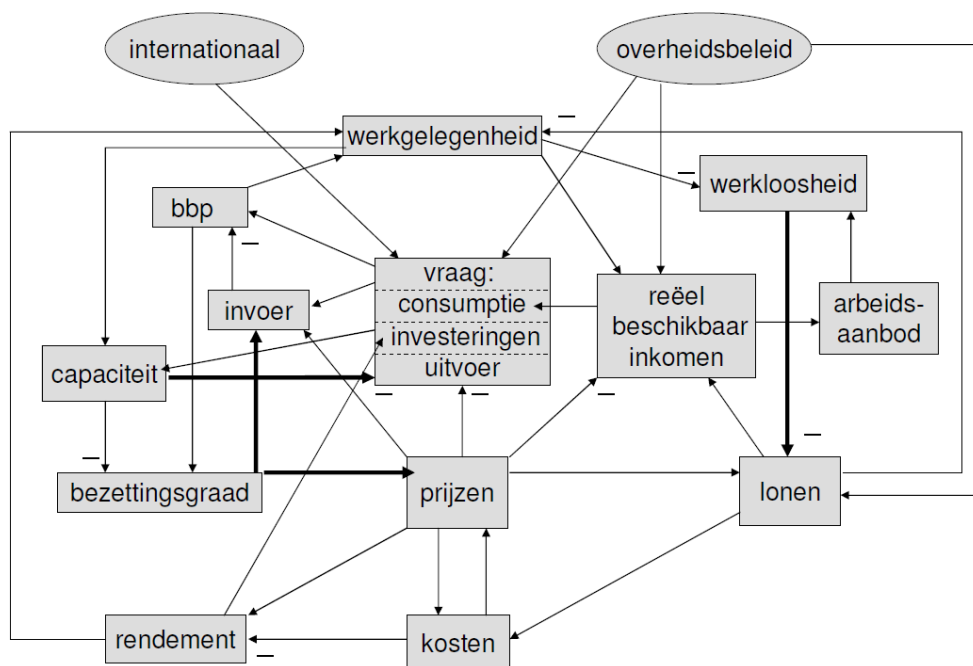 internationaal
overheidsbeleid
–
werkgelegenheid
–
werkloosheid
bbp
–
vraag:
consumptie
investeringen
uitvoer
reëel
beschikbaar
inkomen
arbeids-
aanbod
invoer
capaciteit
–
–
–
–
–
bezettingsgraad
prijzen
lonen
rendement
–
kosten